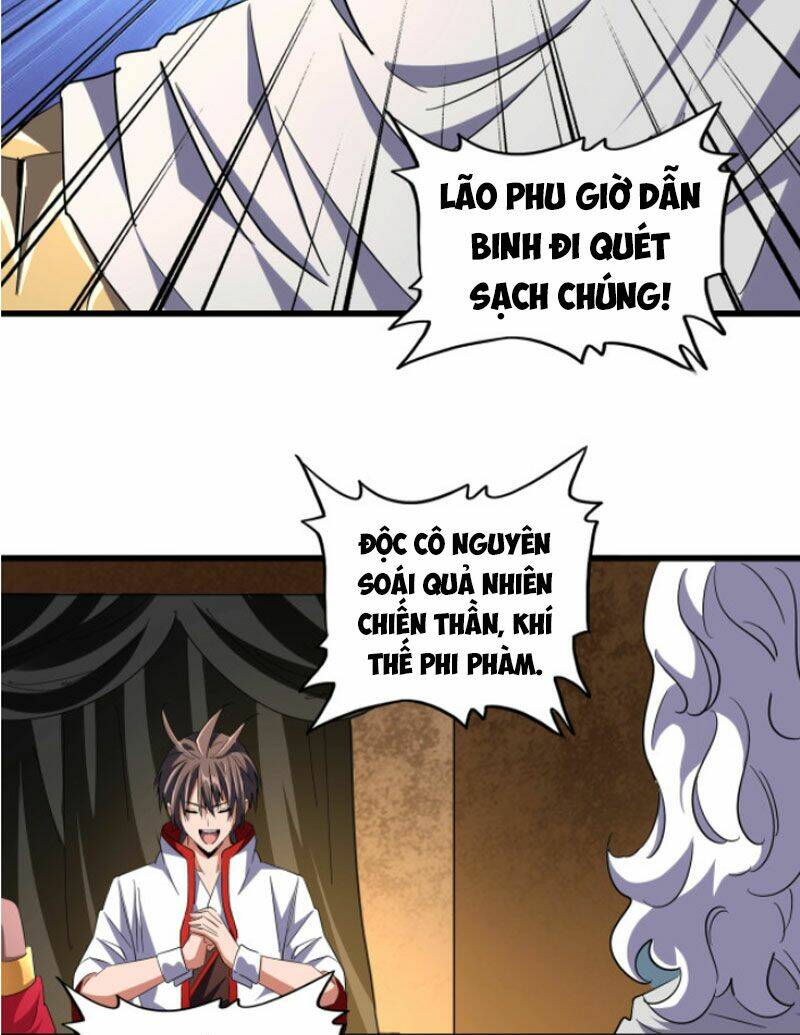 LÃO PHU GIỜ DẪN
BINH ĐI QUÉT
SẠCH CHÚNG!
ĐỘC CÔ NGUYÊN
SOÁI QUẢ NHIÊN
CHIẾN THẦN, KHÍ
THẾ PHI PHÀM.